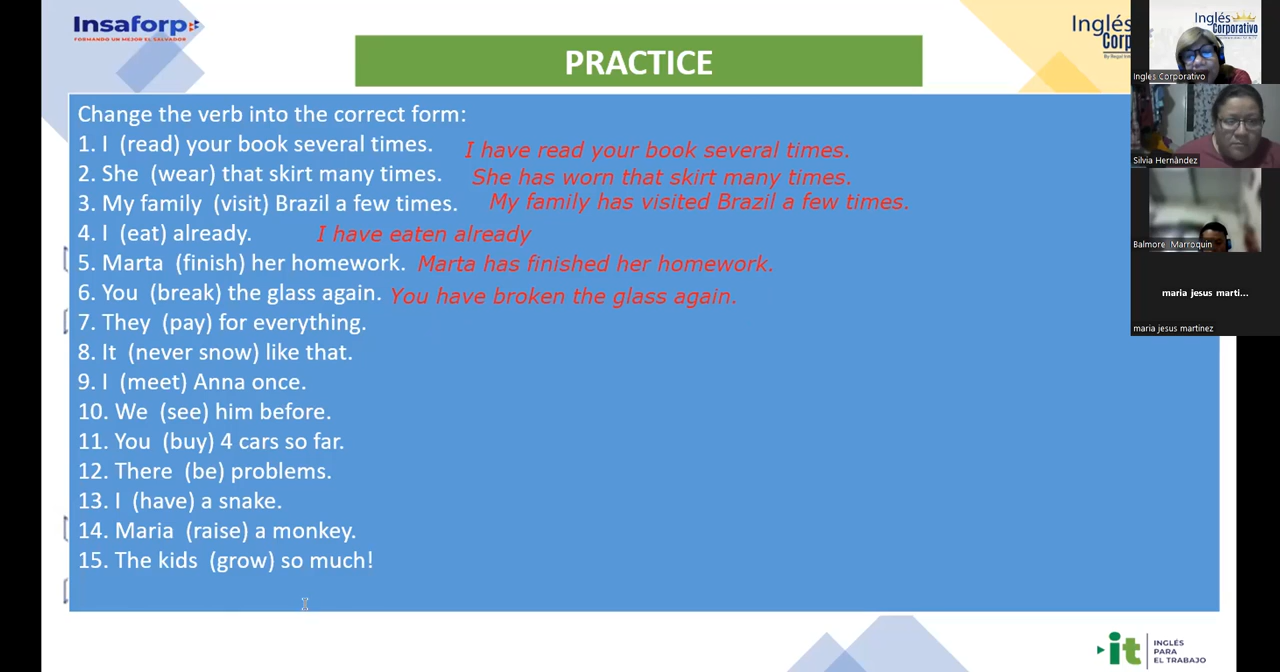 Insaforp
FORMANDO UN MEJOR EL SALVADOR
PRACTICE
Inglés
Corp
Inglés
Corporativo
Ingles Corporativo
Silvia Hernández
Balmore Marroquin
maria jesus marti...
maria jesus martinez
Change the verb into the correct form:
1. I (read) your book several times. I have read your book several times.
2. She (wear) that skirt many times. She has worn that skirt many times.
3. My family (visit) Brazil a few times. My family has visited Brazil a few times.
4. I (eat) already. I have eaten already
5. Marta (finish) her homework. Marta has finished her homework.
6. You (break) the glass again. You have broken the glass again.
7. They (pay) for everything.
8. It (never snow) like that.
9. I (meet) Anna once.
10. We (see) him before.
11. You (buy) 4 cars so far.
12. There (be) problems.
13. I (have) a snake.
14. Maria (raise) a monkey.
15. The kids (grow) so much!
it
INGLÉS
PARA
EL TRABAJO